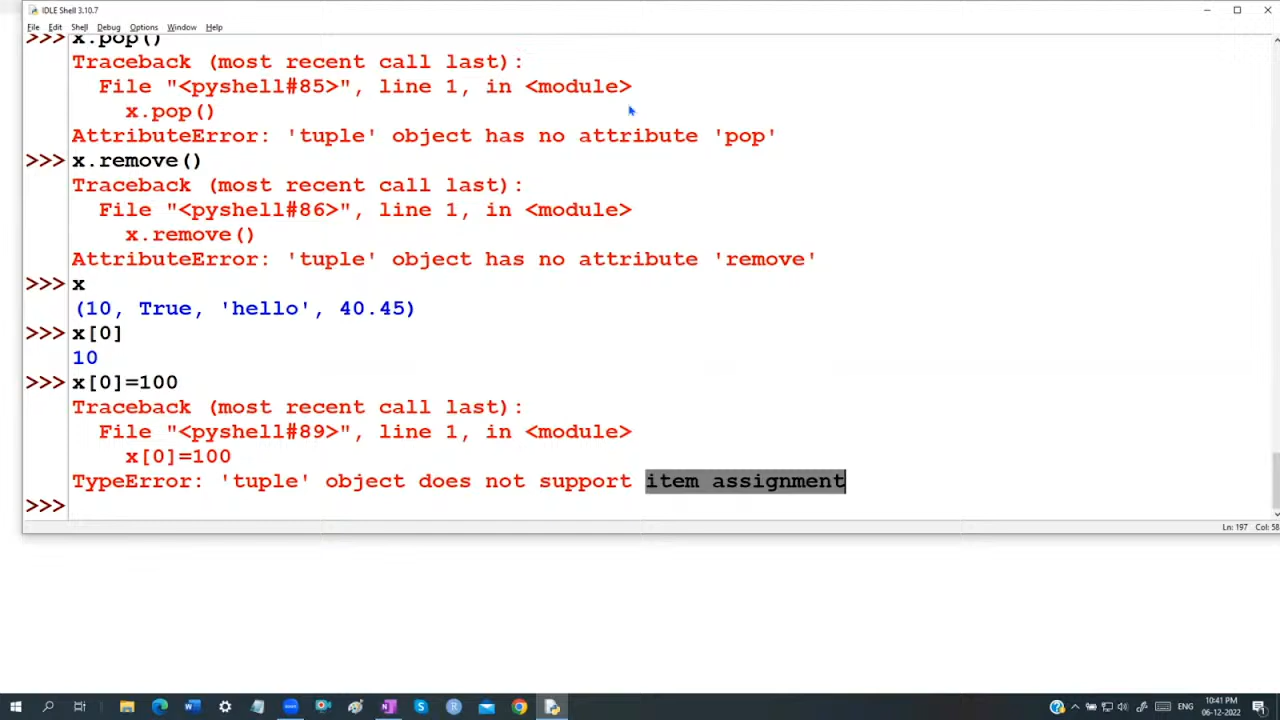 IDLE Shell 3.10.7
File Edit Shell Debug Options Window Help
>>> x.pop()
Traceback (most recent call last):
  File "<pyshell#85>", line 1, in <module>
    x.pop()
AttributeError: 'tuple' object has no attribute 'pop'
>>> x.remove()
Traceback (most recent call last):
  File "<pyshell#86>", line 1, in <module>
    x.remove()
AttributeError: 'tuple' object has no attribute 'remove'
>>> x
(10, True, 'hello', 40.45)
>>> x[0]
10
>>> x[0]=100
Traceback (most recent call last):
  File "<pyshell#89>", line 1, in <module>
    x[0]=100
TypeError: 'tuple' object does not support item assignment
>>>
Ln: 197 Col: 58
ENG
10:41 PM
06-12-2022